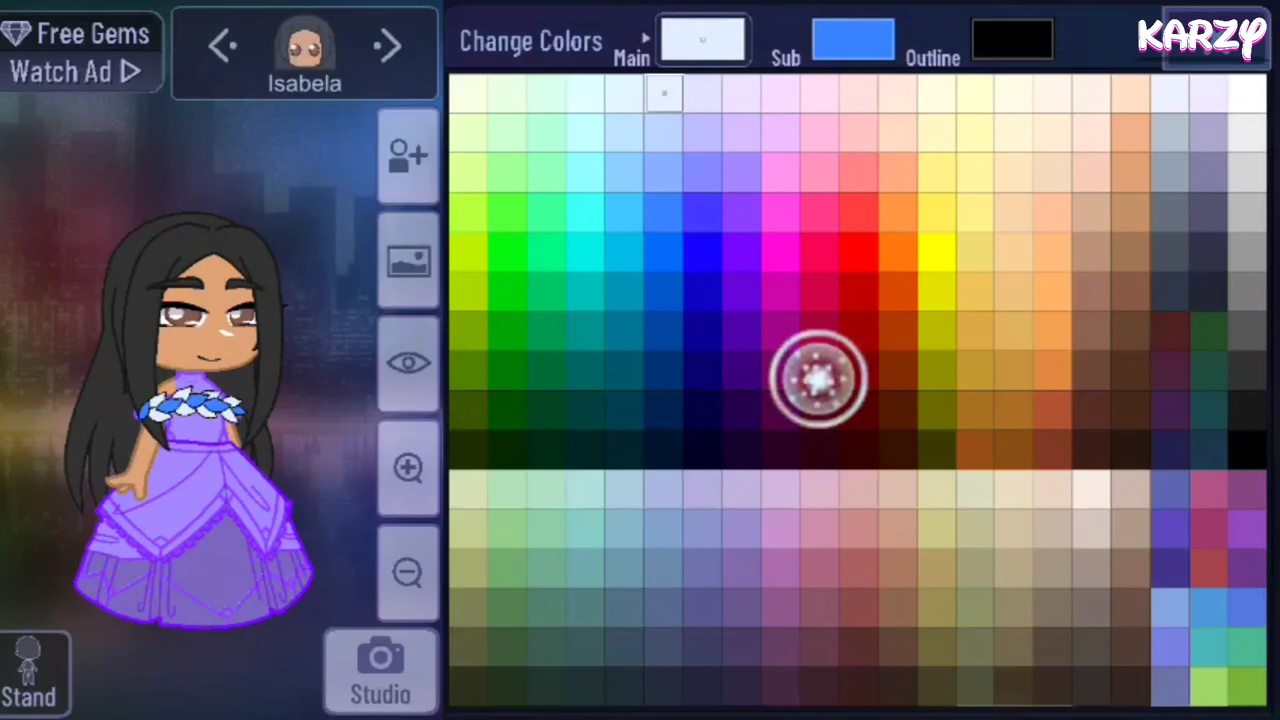 Free Gems
Watch Ad
Isabela
Change Colors
Main
Sub
Outline
KARZY
Stand
Studio